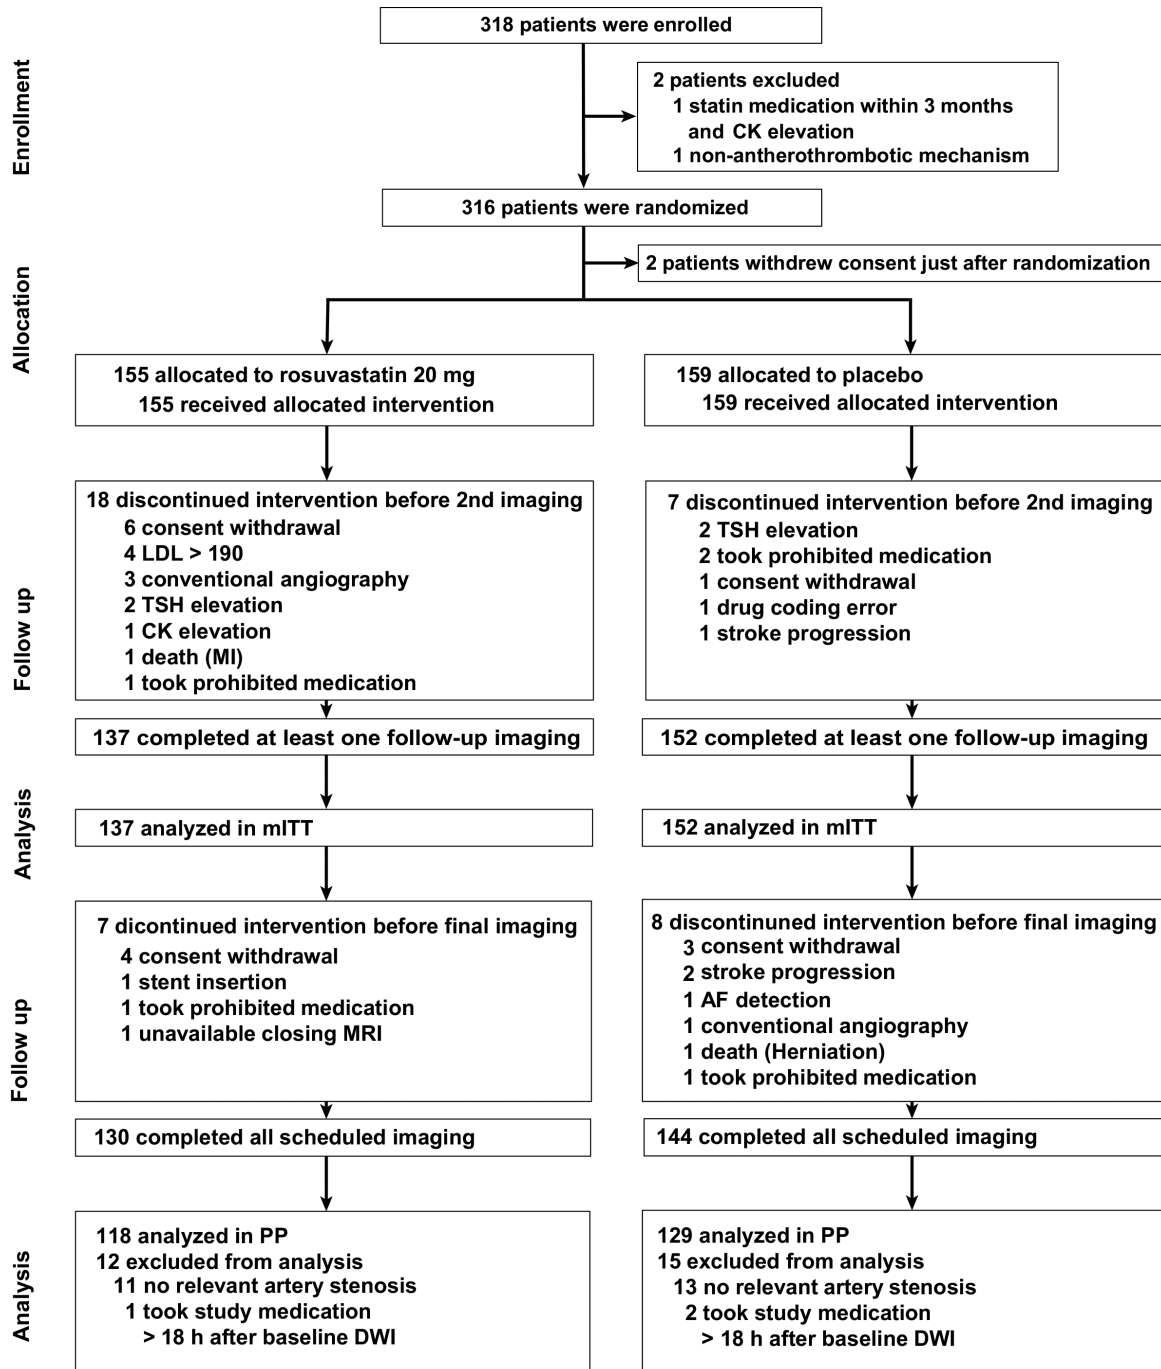 318 patients were enrolled
Enrollment
2 patients excluded
1 statin medication within 3 months
and CK elevation
1 non-antherothrombotic mechanism
316 patients were randomized
2 patients withdrew consent just after randomization
Allocation
155 allocated to rosuvastatin 20 mg
155 received allocated intervention
159 allocated to placebo
159 received allocated intervention
Follow up
18 discontinued intervention before 2nd imaging
6 consent withdrawal
4 LDL > 190
3 conventional angiography
2 TSH elevation
1 CK elevation
1 death (MI)
1 took prohibited medication
7 discontinued intervention before 2nd imaging
2 TSH elevation
2 took prohibited medication
1 consent withdrawal
1 drug coding error
1 stroke progression
137 completed at least one follow-up imaging
152 completed at least one follow-up imaging
Analysis
137 analyzed in mITT
152 analyzed in mITT
Follow up
7 dicontinued intervention before final imaging
4 consent withdrawal
1 stent insertion
1 took prohibited medication
1 unavailable closing MRI
8 discontinuned intervention before final imaging
3 consent withdrawal
2 stroke progression
1 AF detection
1 conventional angiography
1 death (Herniation)
1 took prohibited medication
130 completed all scheduled imaging
144 completed all scheduled imaging
Analysis
118 analyzed in PP
12 excluded from analysis
11 no relevant artery stenosis
1 took study medication
> 18 h after baseline DWI
129 analyzed in PP
15 excluded from analysis
13 no relevant artery stenosis
2 took study medication
> 18 h after baseline DWI